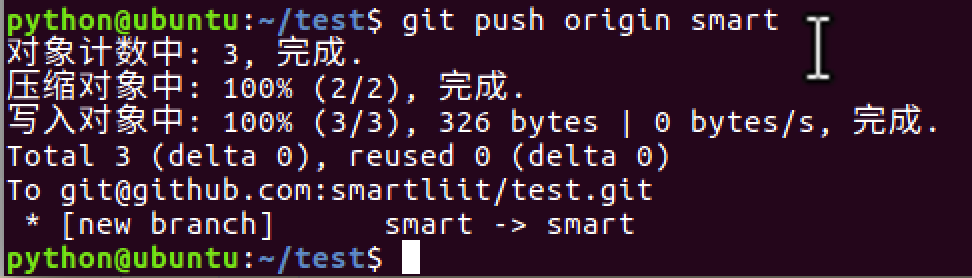 python@ubuntu:~/test$ git push origin smart
对象计数中: 3, 完成.
压缩对象中: 100% (2/2), 完成.
写入对象中: 100% (3/3), 326 bytes | 0 bytes/s, 完成.
Total 3 (delta 0), reused 0 (delta 0)
To git@github.com:smartliit/test.git
 * [new branch]      smart -> smart
python@ubuntu:~/test$